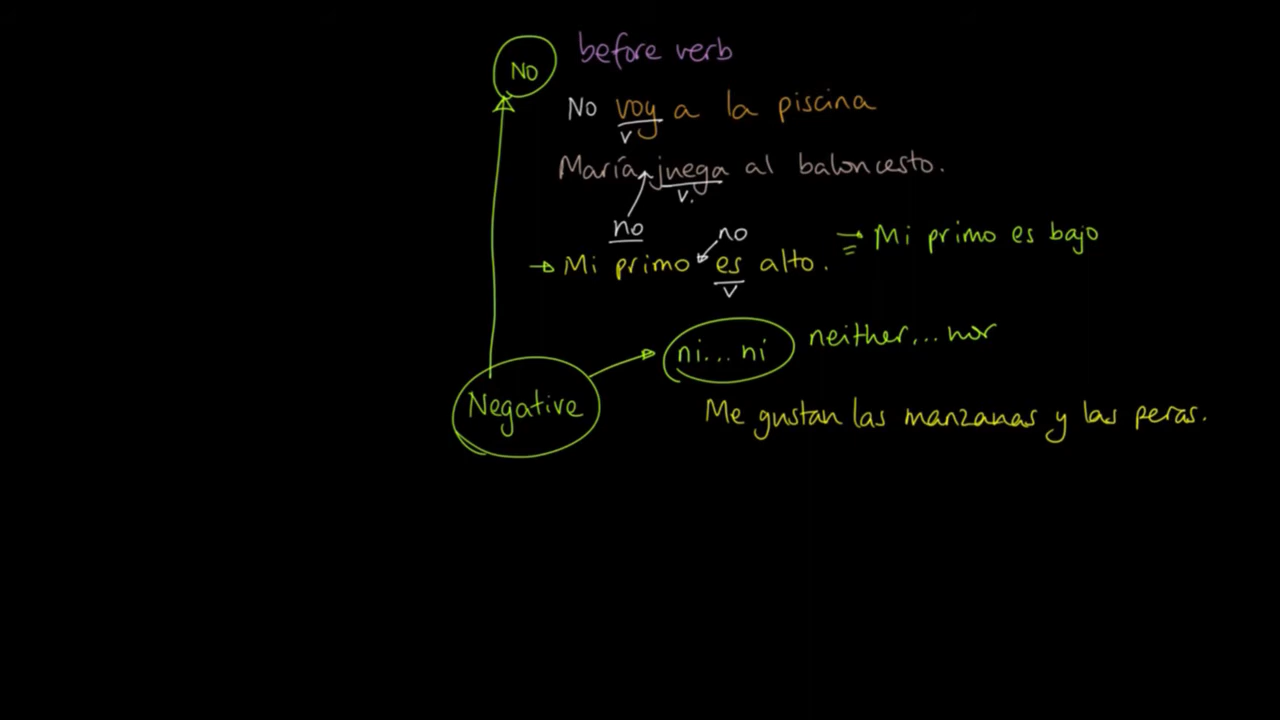 No before verb
No voy a la piscina
v
María juega al baloncesto.
v.
no no
Mi primo es alto. → Mi primo es bajo
v
ni... ni neither... nor
Negative
Me gustan las manzanas y las peras.